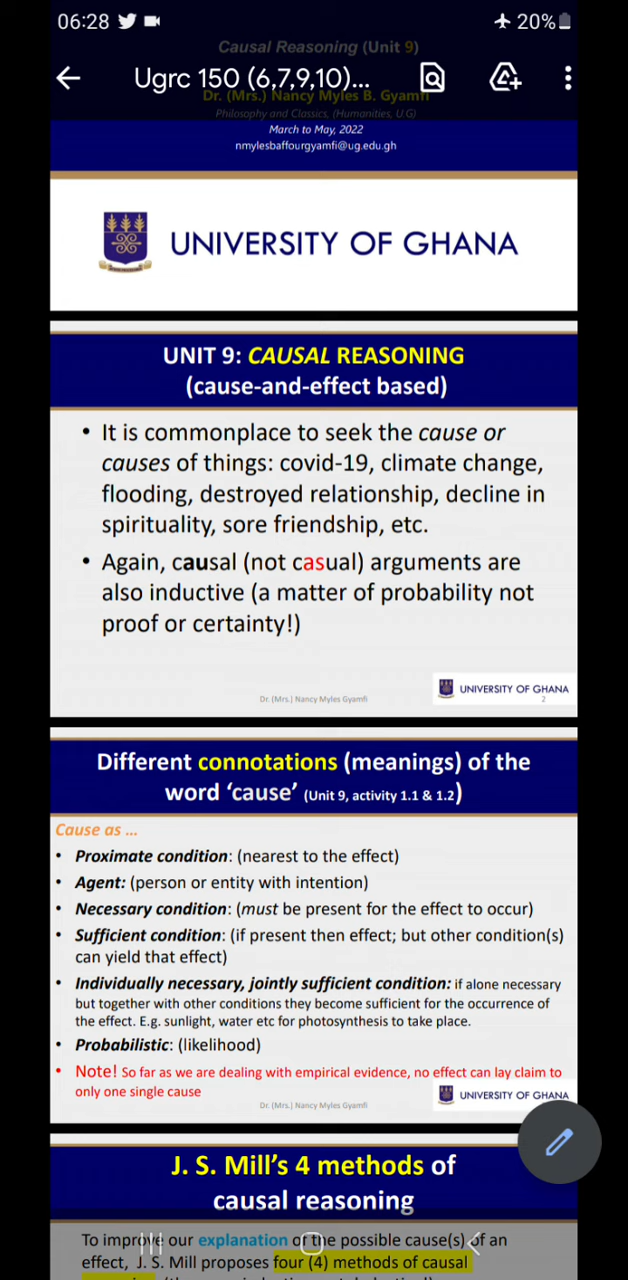 06:28
20%
Causal Reasoning (Unit 9)
Ugrc 150 (6,7,9,10)...
Dr. (Mrs.) Nancy Myles B. Gyamfi
Philosophy and Classics, (Humanities, U.G)
March to May, 2022
nmylesbaffourgyamfi@ug.edu.gh
UNIVERSITY OF GHANA
UNIT 9: CAUSAL REASONING
(cause-and-effect based)
• It is commonplace to seek the cause or
causes of things: covid-19, climate change,
flooding, destroyed relationship, decline in
spirituality, sore friendship, etc.
• Again, causal (not casual) arguments are
also inductive (a matter of probability not
proof or certainty!)
Dr. (Mrs.) Nancy Myles Gyamfi
UNIVERSITY OF GHANA
2
Different connotations (meanings) of the
word ‘cause’ (Unit 9, activity 1.1 & 1.2)
Cause as ...
• Proximate condition: (nearest to the effect)
• Agent: (person or entity with intention)
• Necessary condition: (must be present for the effect to occur)
• Sufficient condition: (if present then effect; but other condition(s)
can yield that effect)
• Individually necessary, jointly sufficient condition: if alone necessary
but together with other conditions they become sufficient for the occurrence of
the effect. E.g. sunlight, water etc for photosynthesis to take place.
• Probabilistic: (likelihood)
• Note! So far as we are dealing with empirical evidence, no effect can lay claim to
only one single cause
Dr. (Mrs.) Nancy Myles Gyamfi
UNIVERSITY OF GHANA
J. S. Mill’s 4 methods of
causal reasoning
To improve our explanation of the possible cause(s) of an
effect, J. S. Mill proposes four (4) methods of causal